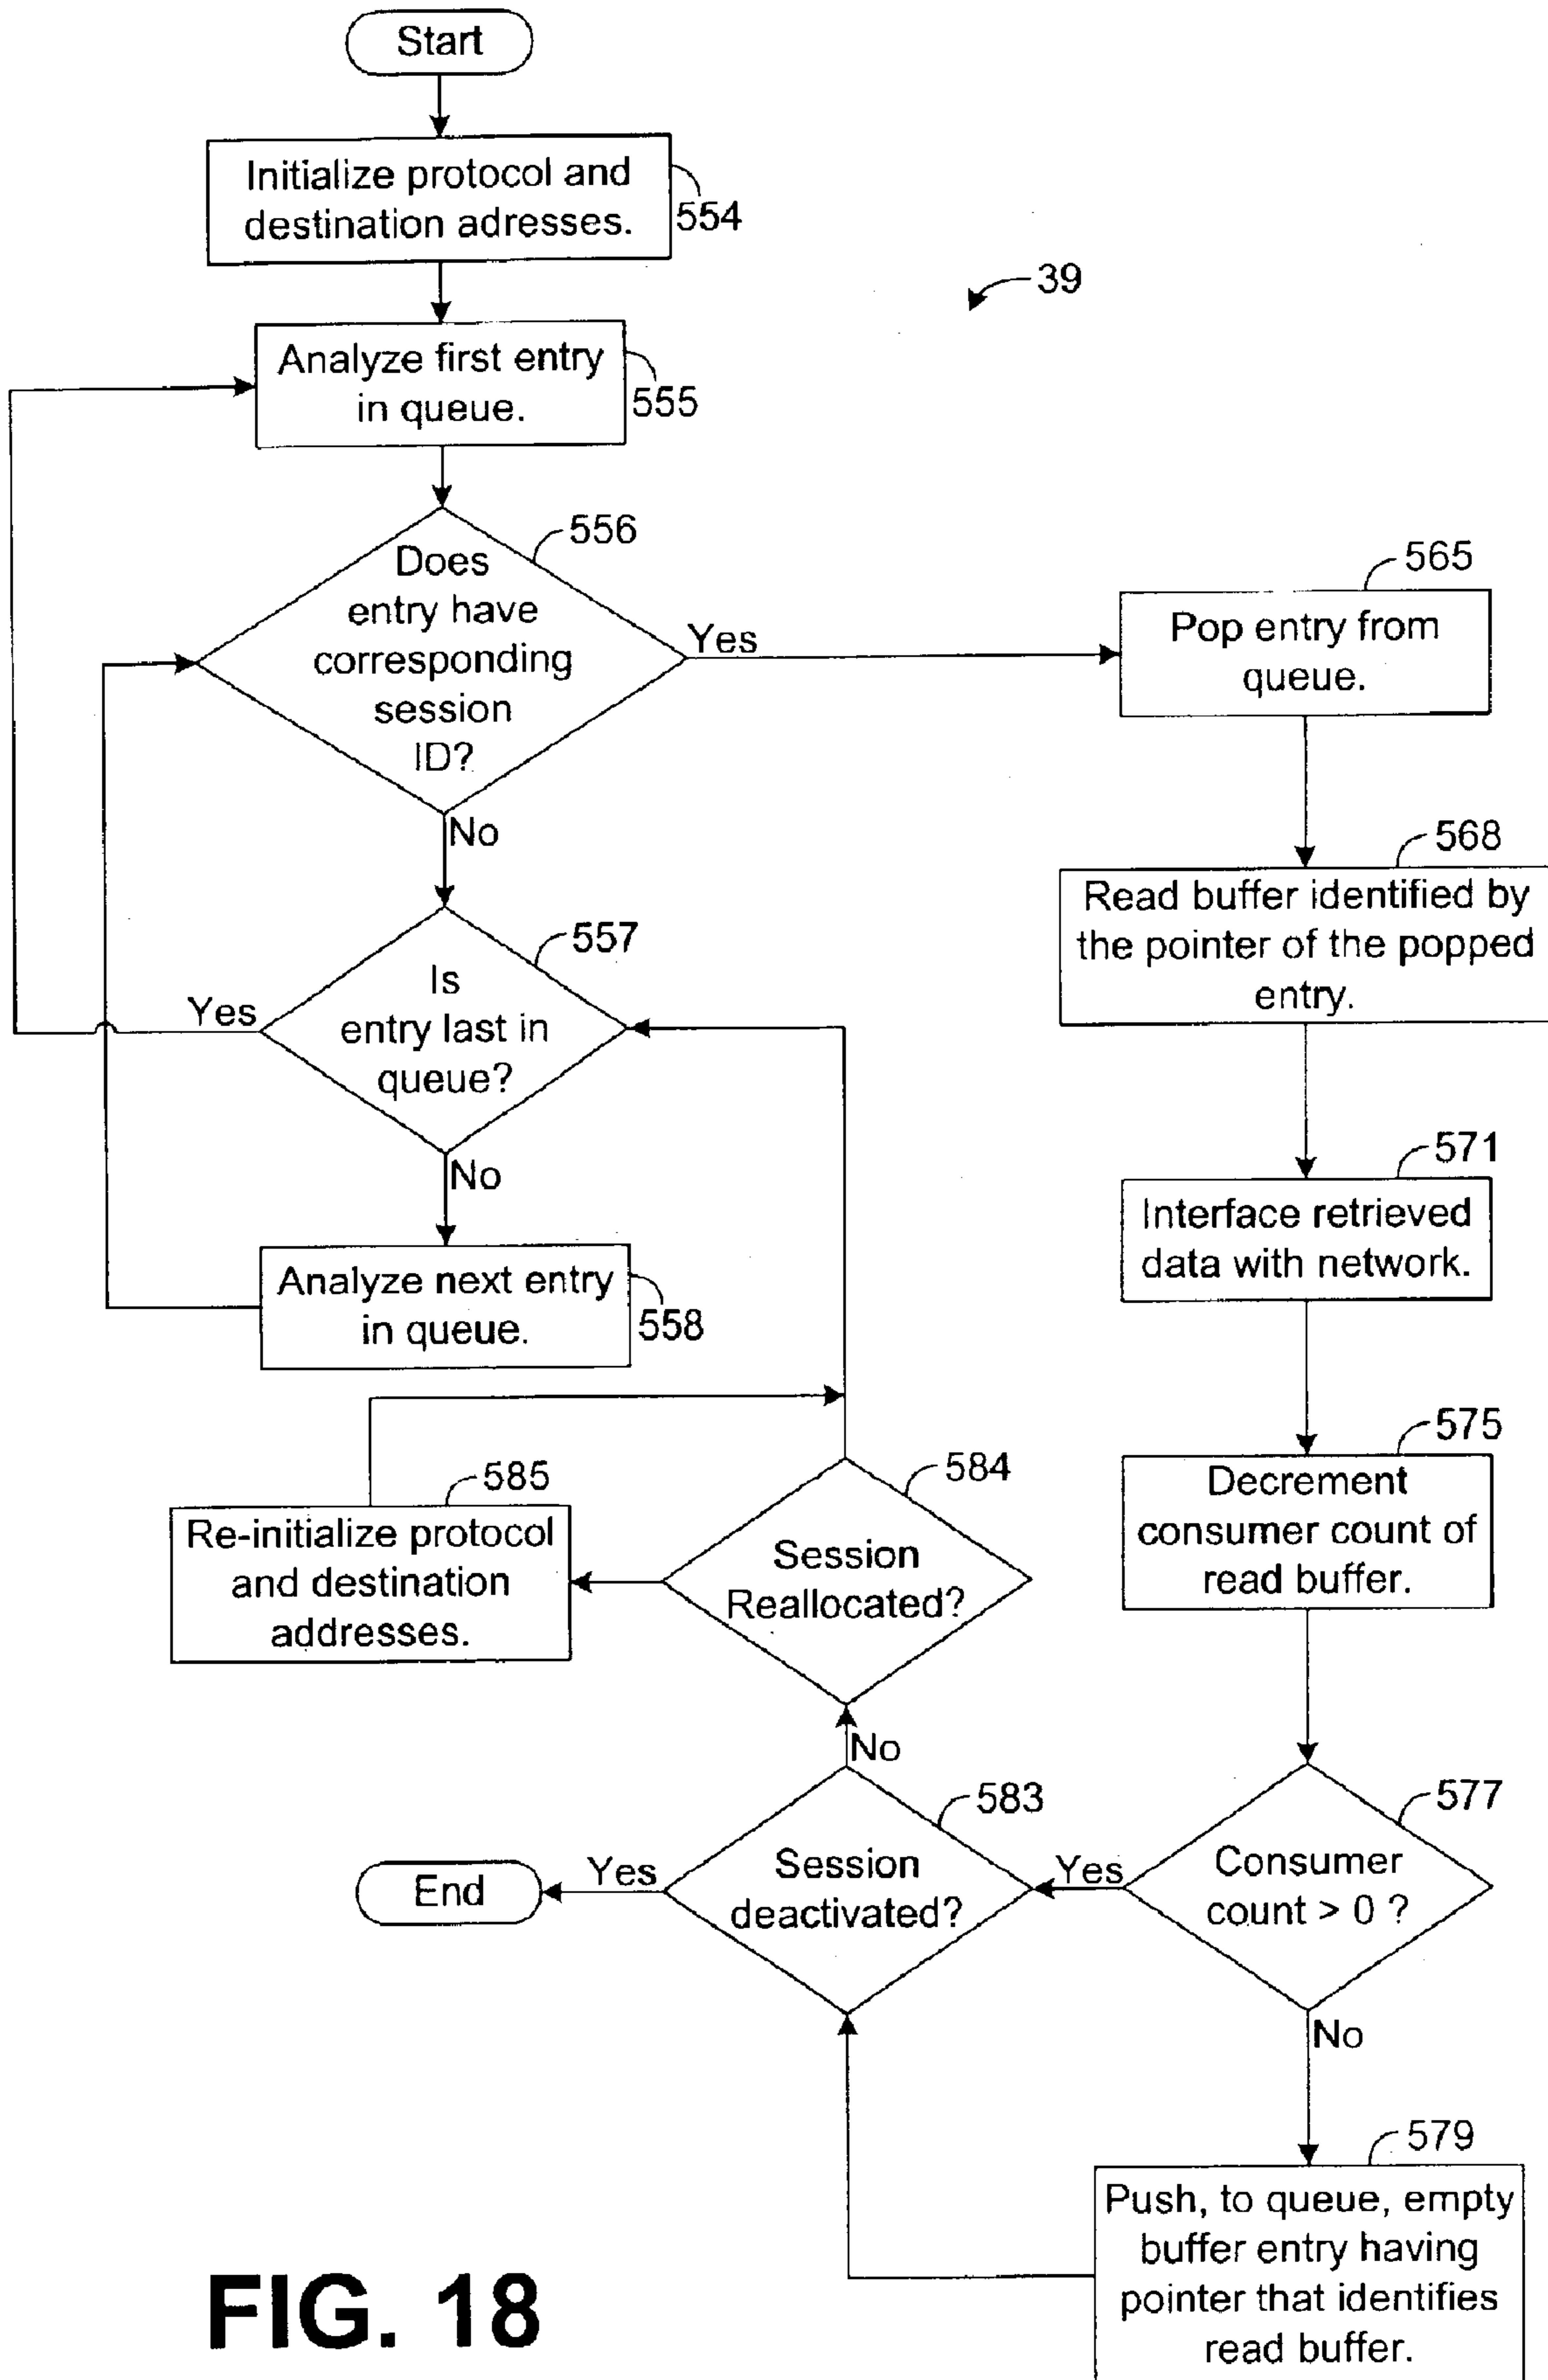 Start
Initialize protocol and
destination adresses.
554
39
Analyze first entry
in queue.
555
556
Does
entry have
corresponding
session
ID?
Yes
No
565
Pop entry from
queue.
568
Read buffer identified by
the pointer of the popped
entry.
557
Is
entry last in
queue?
Yes
No
571
Interface retrieved
data with network.
Analyze next entry
in queue.
558
575
Decrement
consumer count of
read buffer.
584
Session
Reallocated?
585
Re-initialize protocol
and destination
addresses.
No
577
Consumer
count > 0 ?
Yes
No
583
Session
deactivated?
Yes
End
579
Push, to queue, empty
buffer entry having
pointer that identifies
read buffer.
FIG. 18